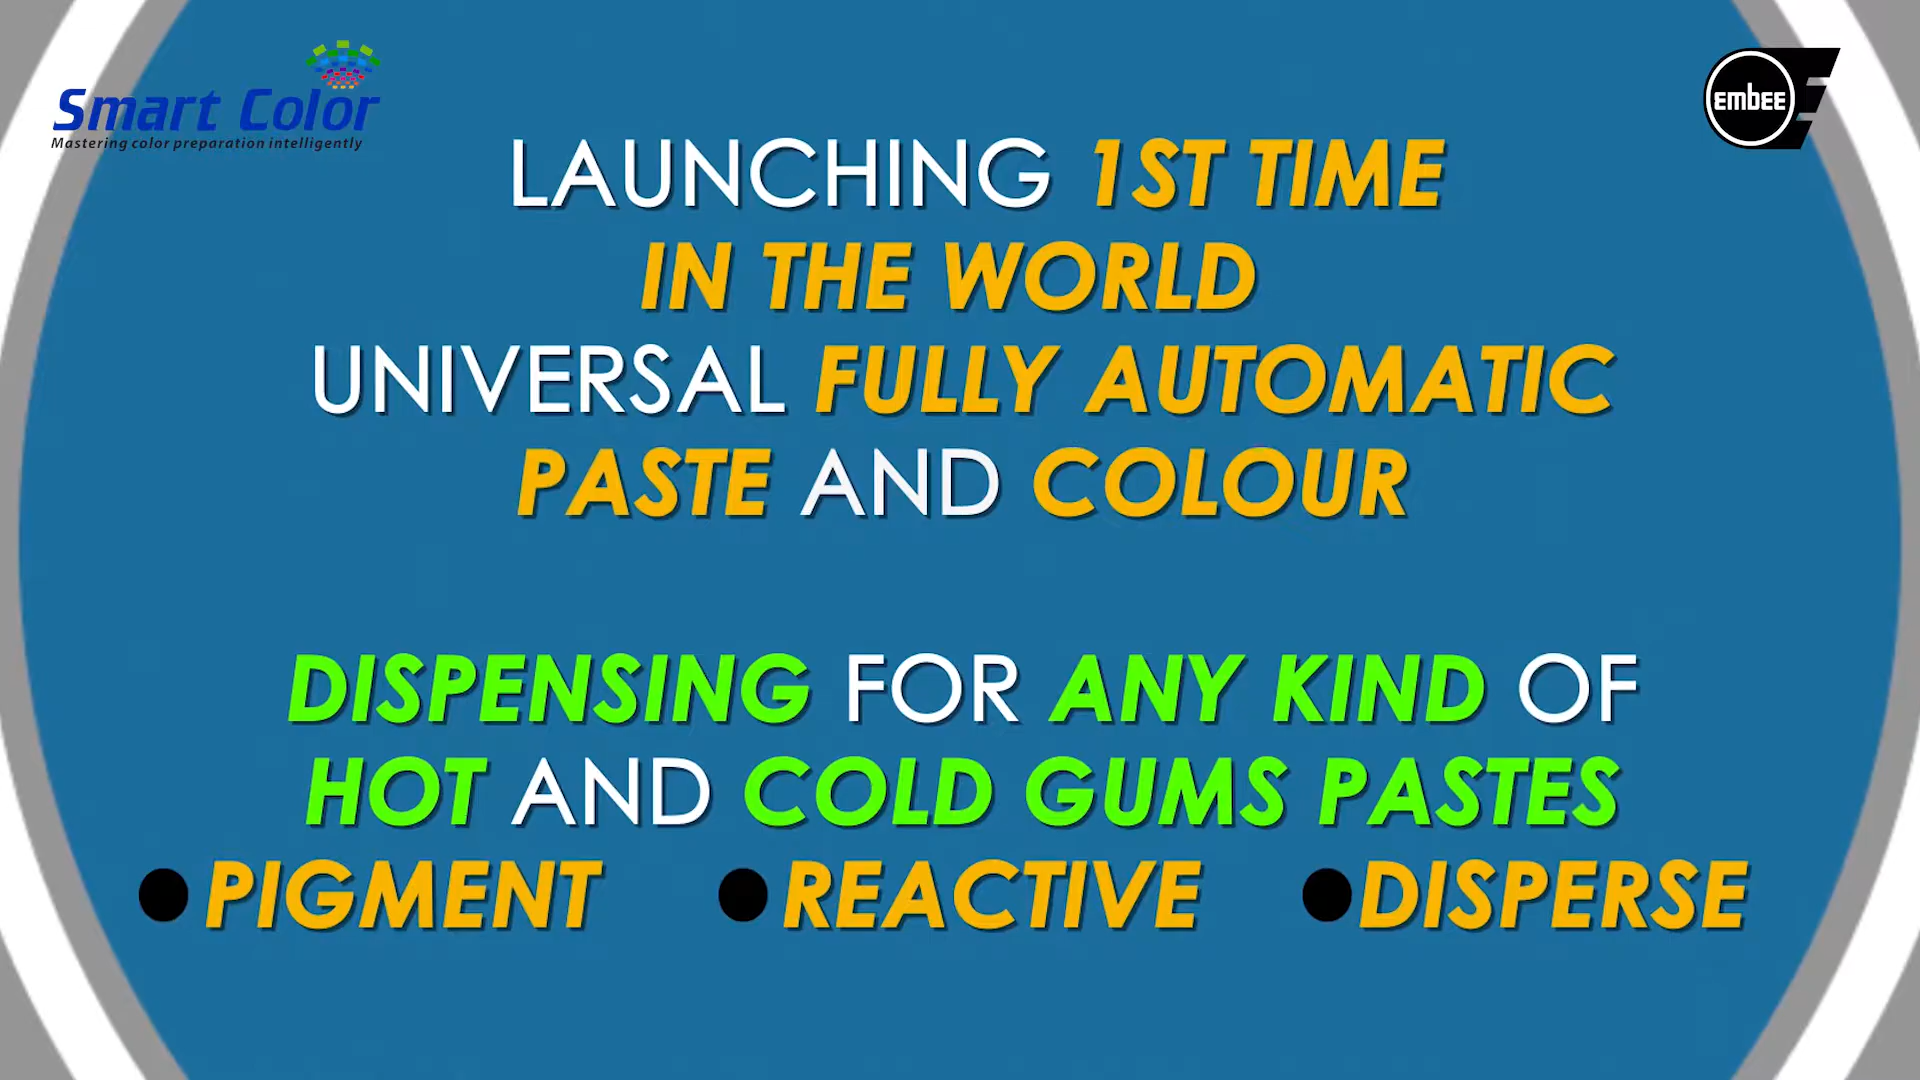 Smart Color
Mastering color preparation intelligently
EMBEE
LAUNCHING 1ST TIME
IN THE WORLD
UNIVERSAL FULLY AUTOMATIC
PASTE AND COLOUR
DISPENSING FOR ANY KIND OF
HOT AND COLD GUMS PASTES
●PIGMENT ●REACTIVE ●DISPERSE